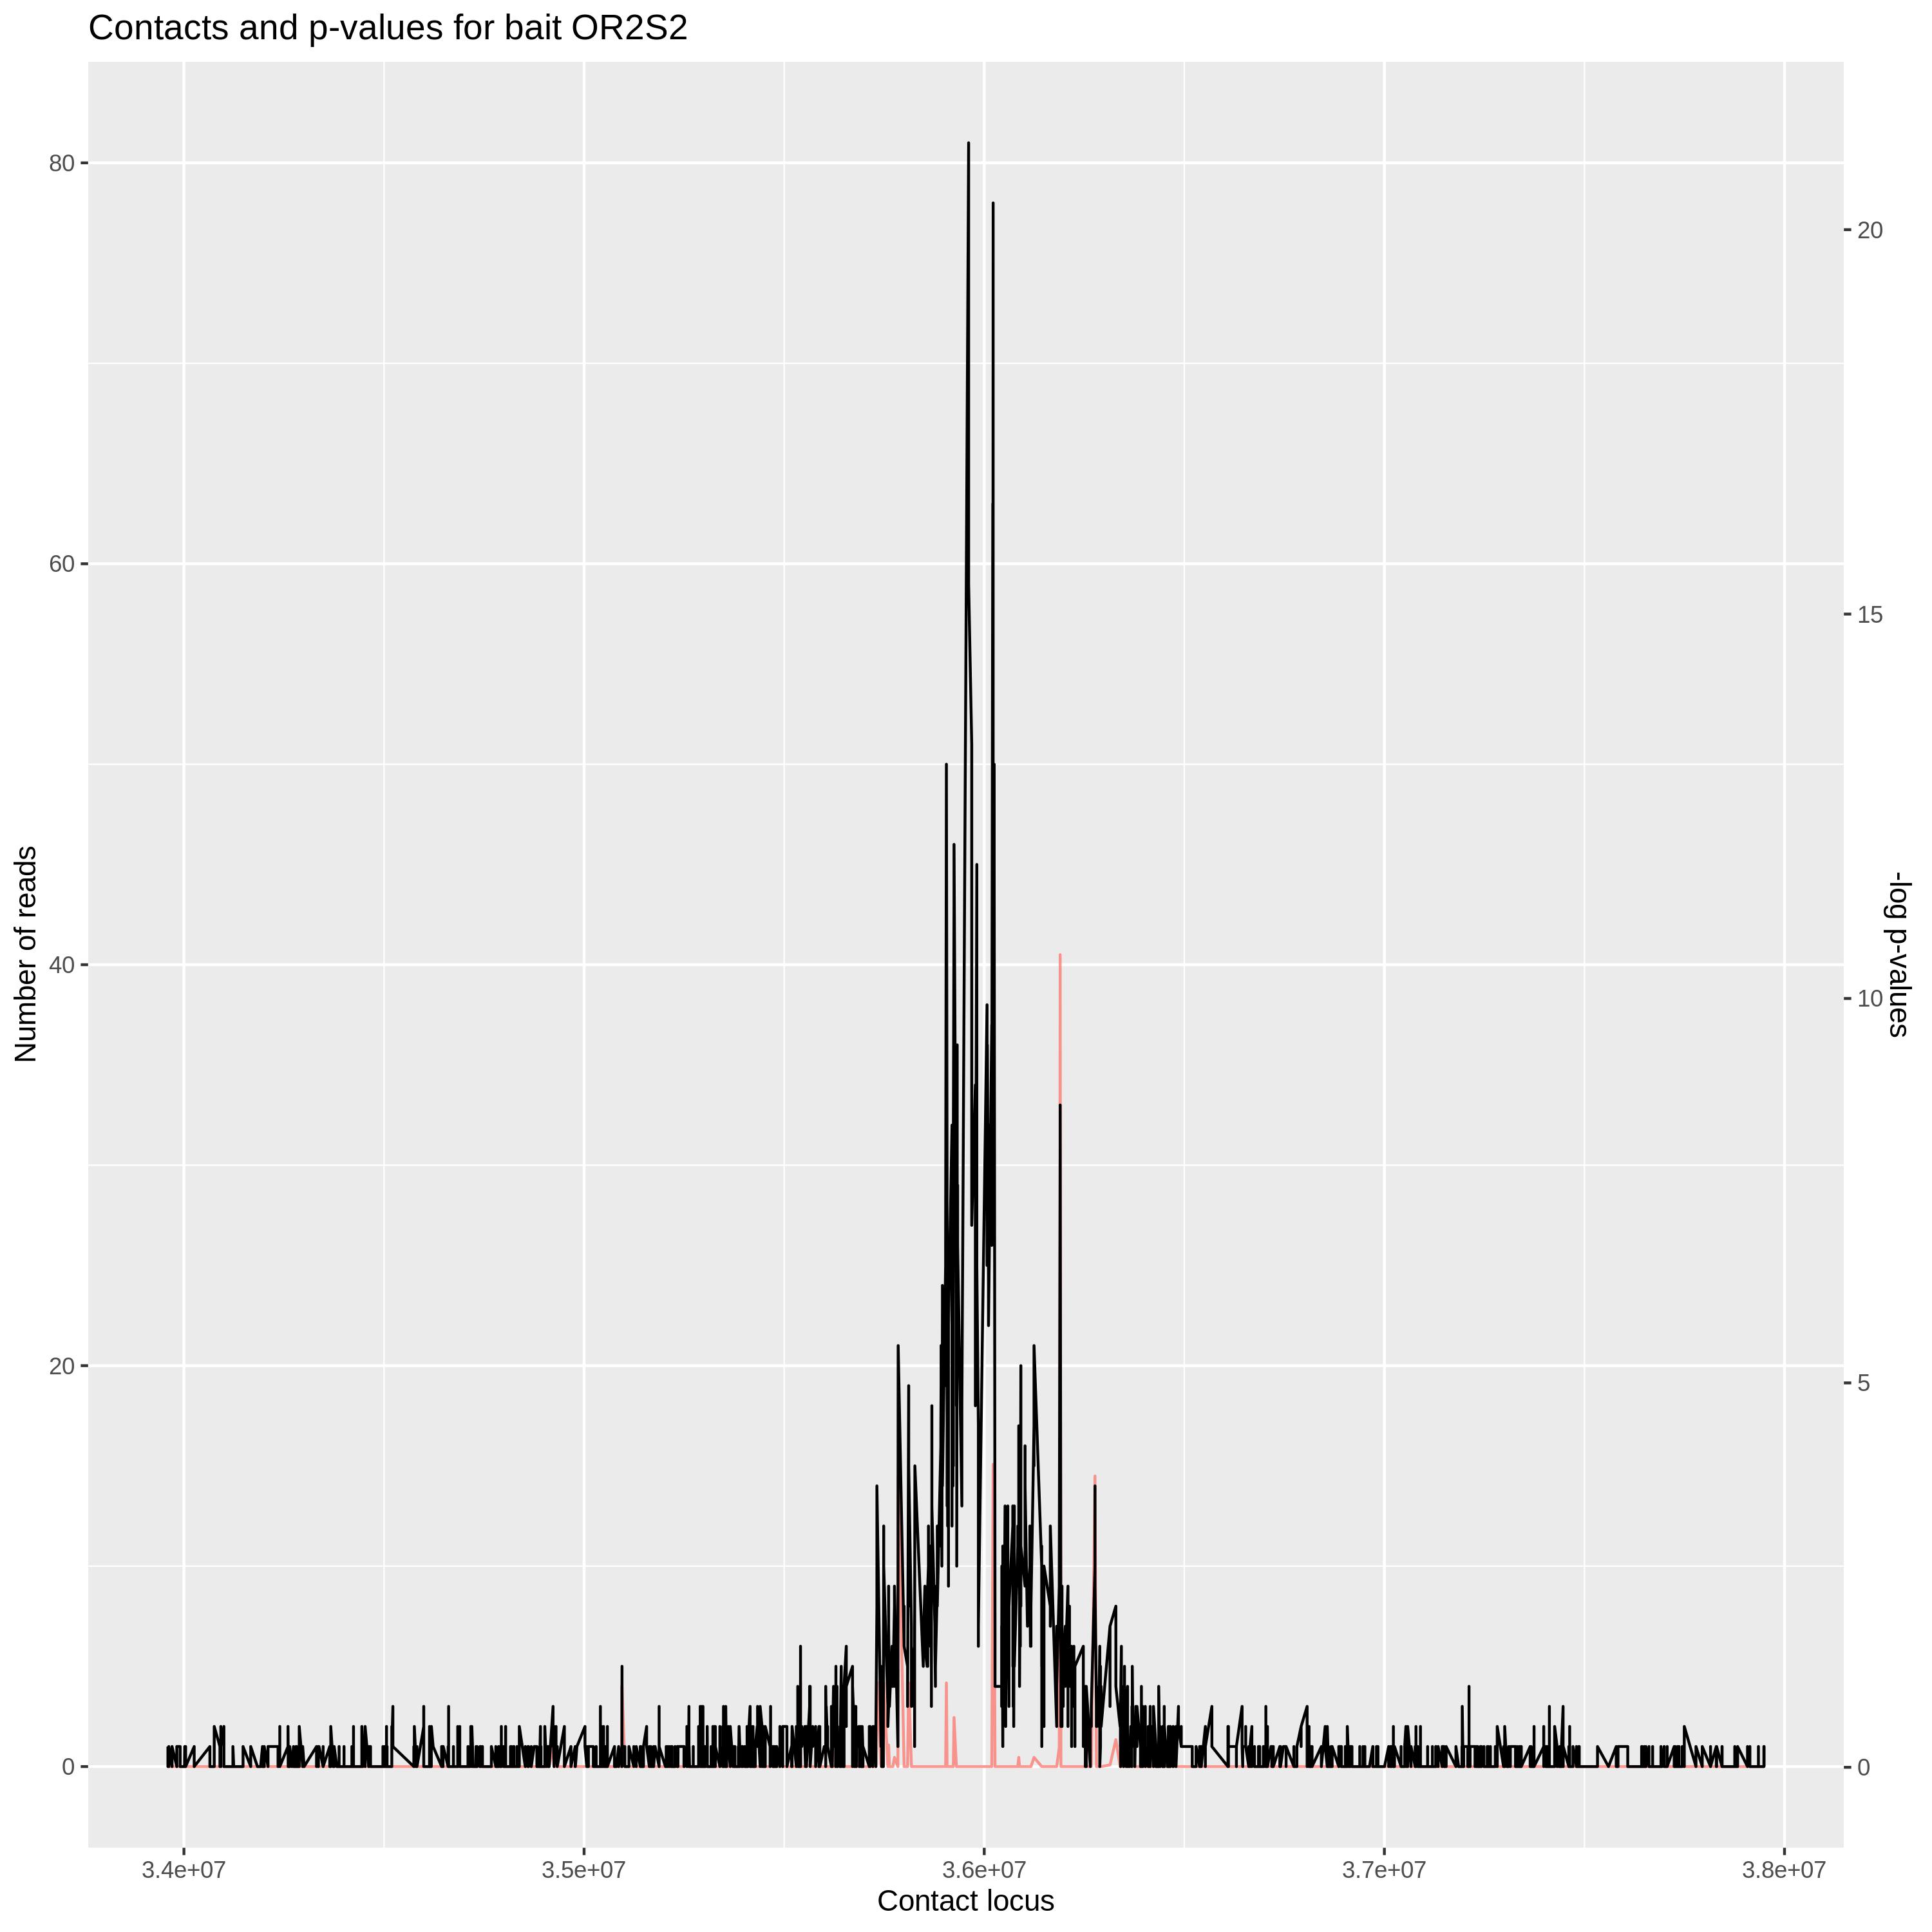 Contacts and p-values for bait OR2S2
80
60
40
20
0
Number of reads
20
15
10
5
0
-log p-values
3.4e+07
3.5e+07
3.6e+07
3.7e+07
3.8e+07
Contact locus